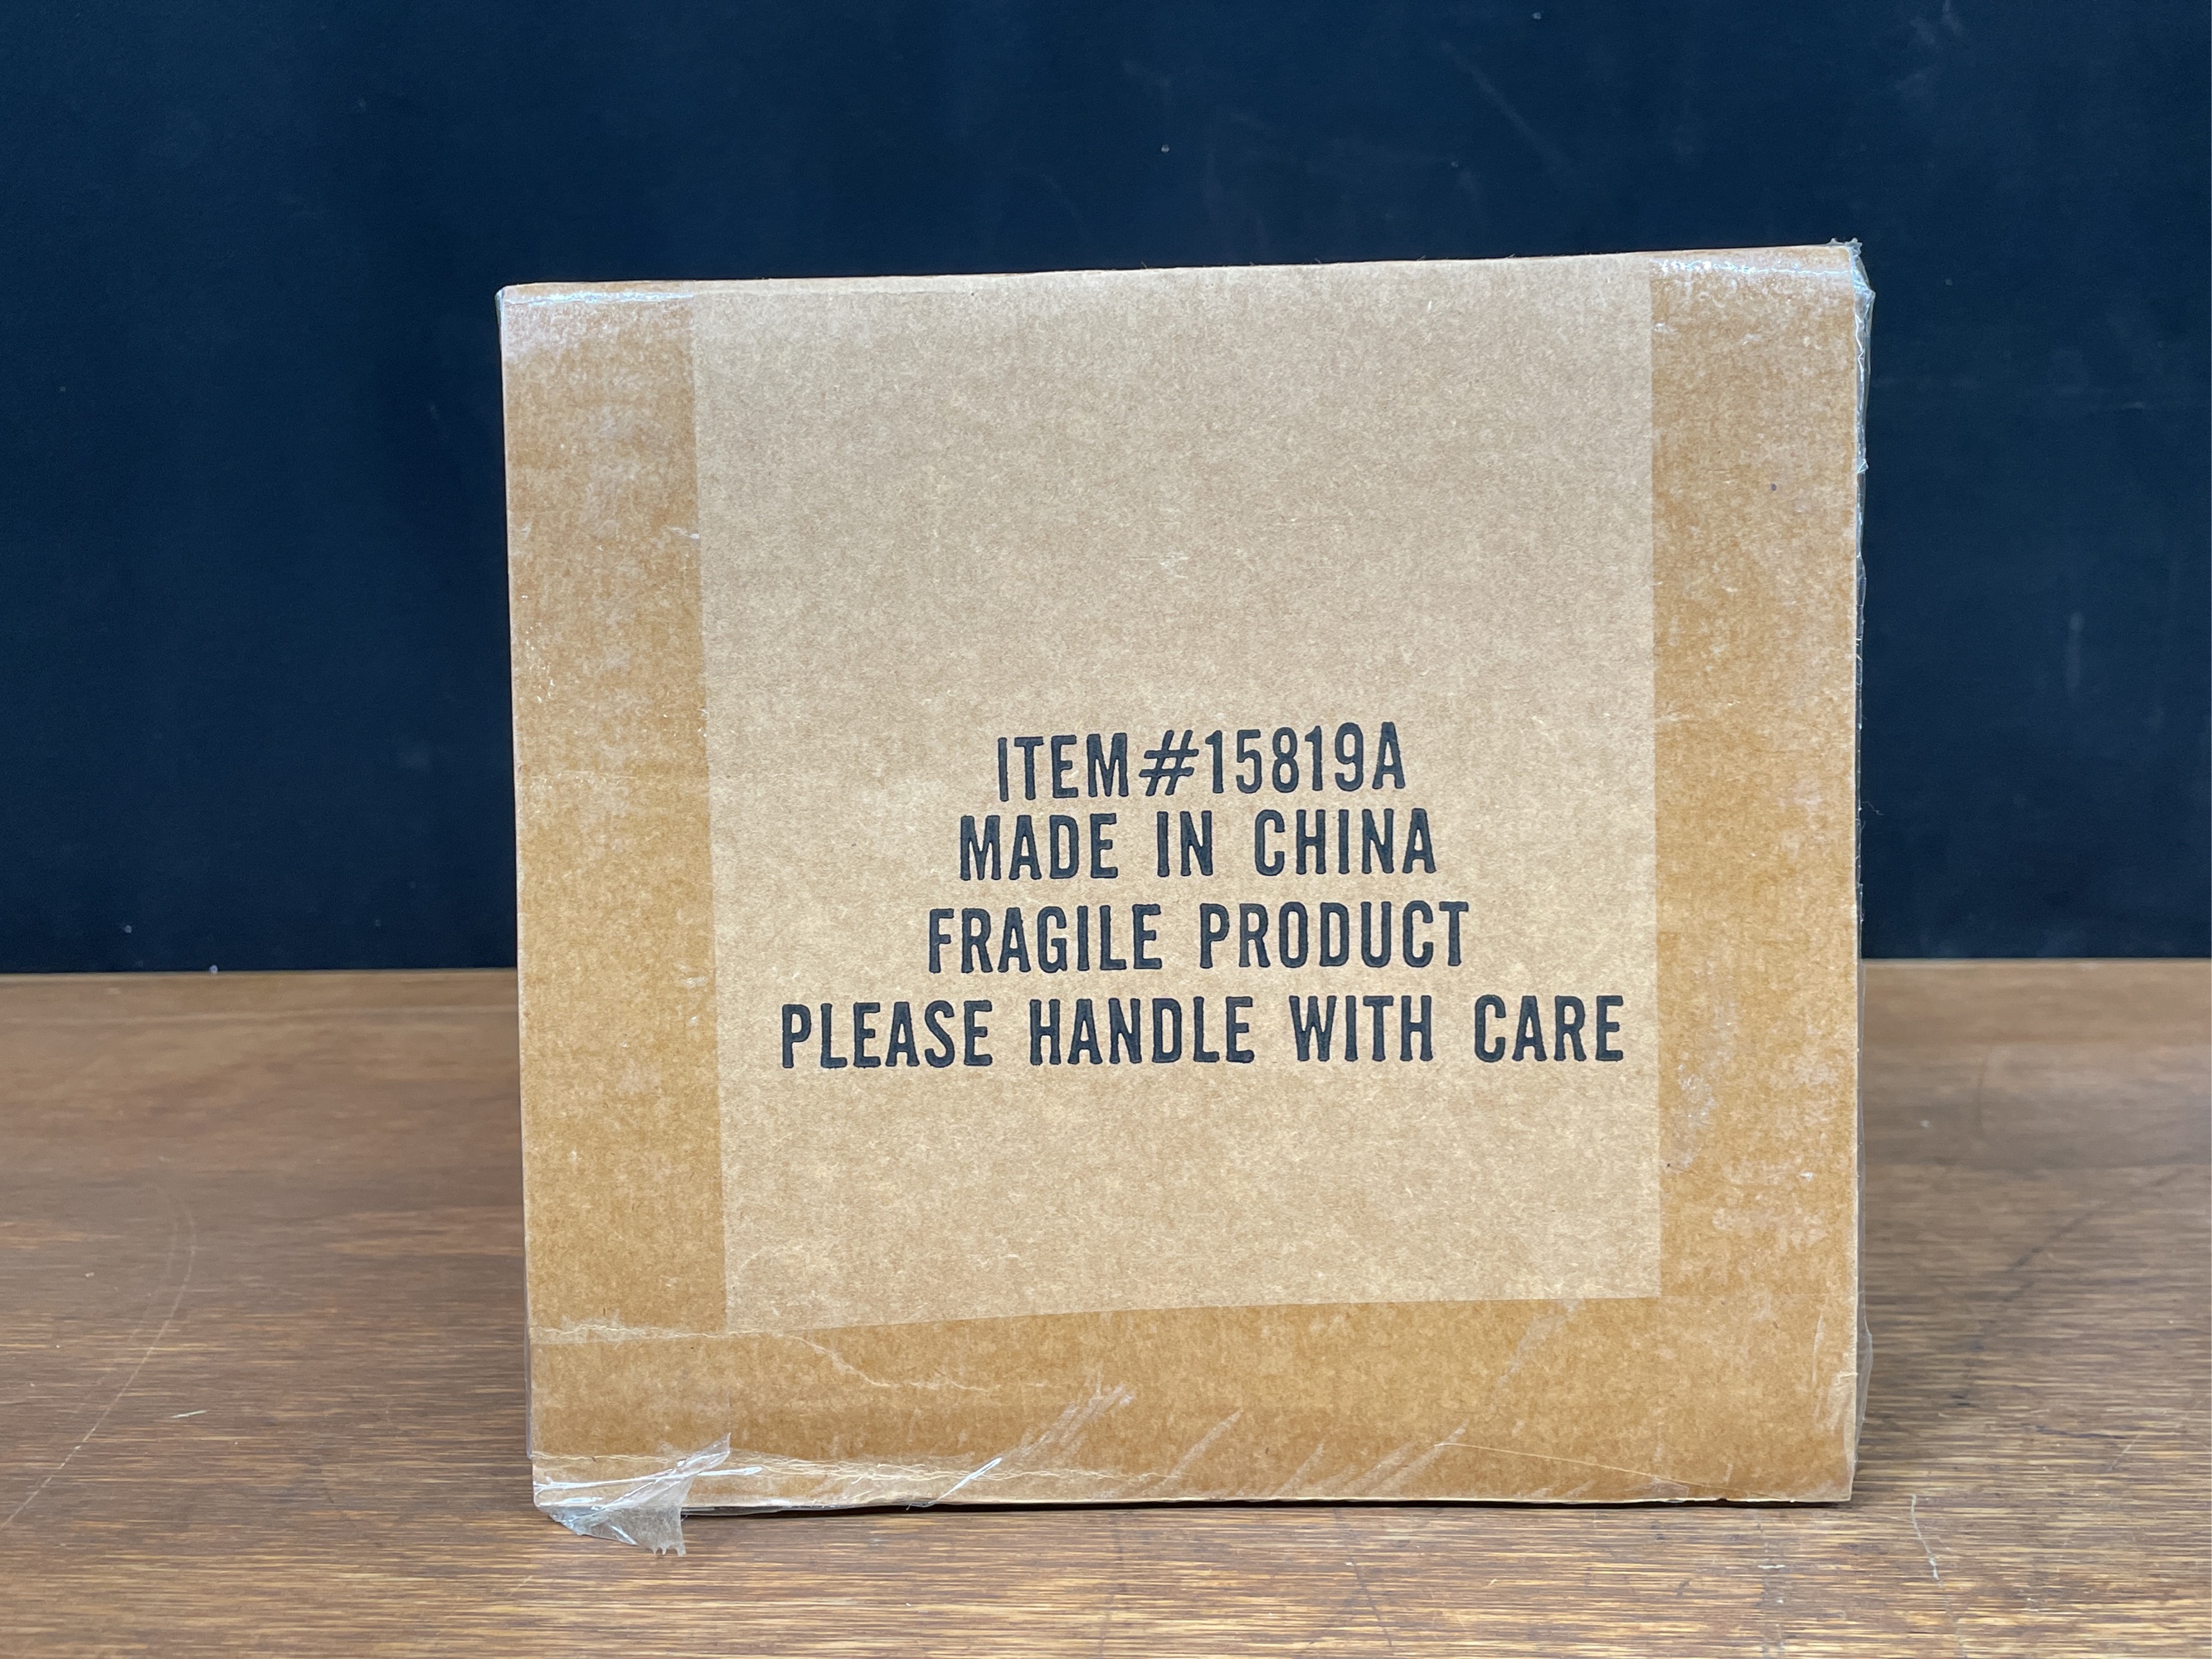 ITEM#15819A
MADE IN CHINA
FRAGILE PRODUCT
PLEASE HANDLE WITH CARE